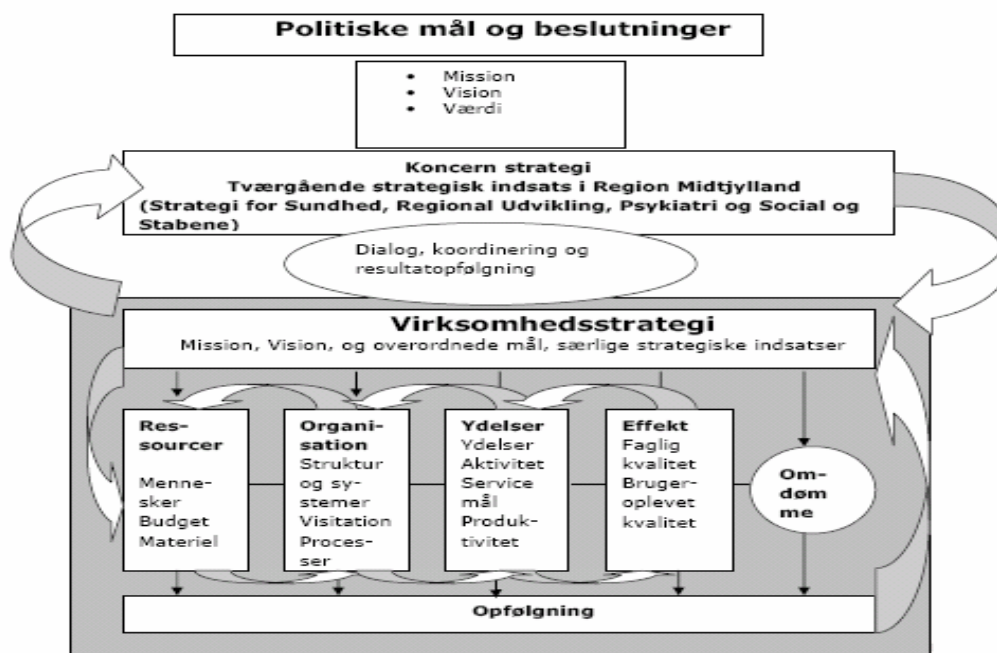 Politiske mål og beslutninger
• Mission
• Vision
• Værdi
Koncern strategi
Tværgående strategisk indsats i Region Midtjylland
(Strategi for Sundhed, Regional Udvikling, Psykiatri og Social og
Stabene)
Dialog, koordinering og
resultatopfølgning
Virksomhedsstrategi
Mission, Vision, og overordnede mål, særlige strategiske indsatser
Res-
sourcer
Menne-
sker
Budget
Materiel
Organi-
sation
Struktur
og sy-
stemer
Visitation
Proces-
ser
Ydelser
Ydelser
Aktivitet
Service
mål
Produk-
tivitet
Effekt
Faglig
kvalitet
Bruger-
oplevet
kvalitet
Om-
døm
me
Opfølgning